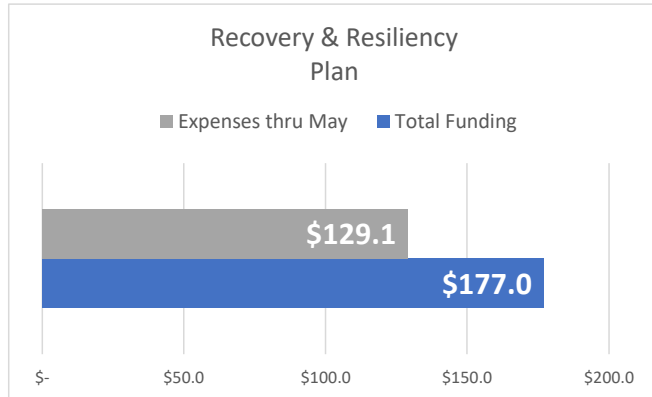 Recovery & Resiliency
Plan
Expenses thru May Total Funding
$129.1
$177.0
$- $50.0 $100.0 $150.0 $200.0